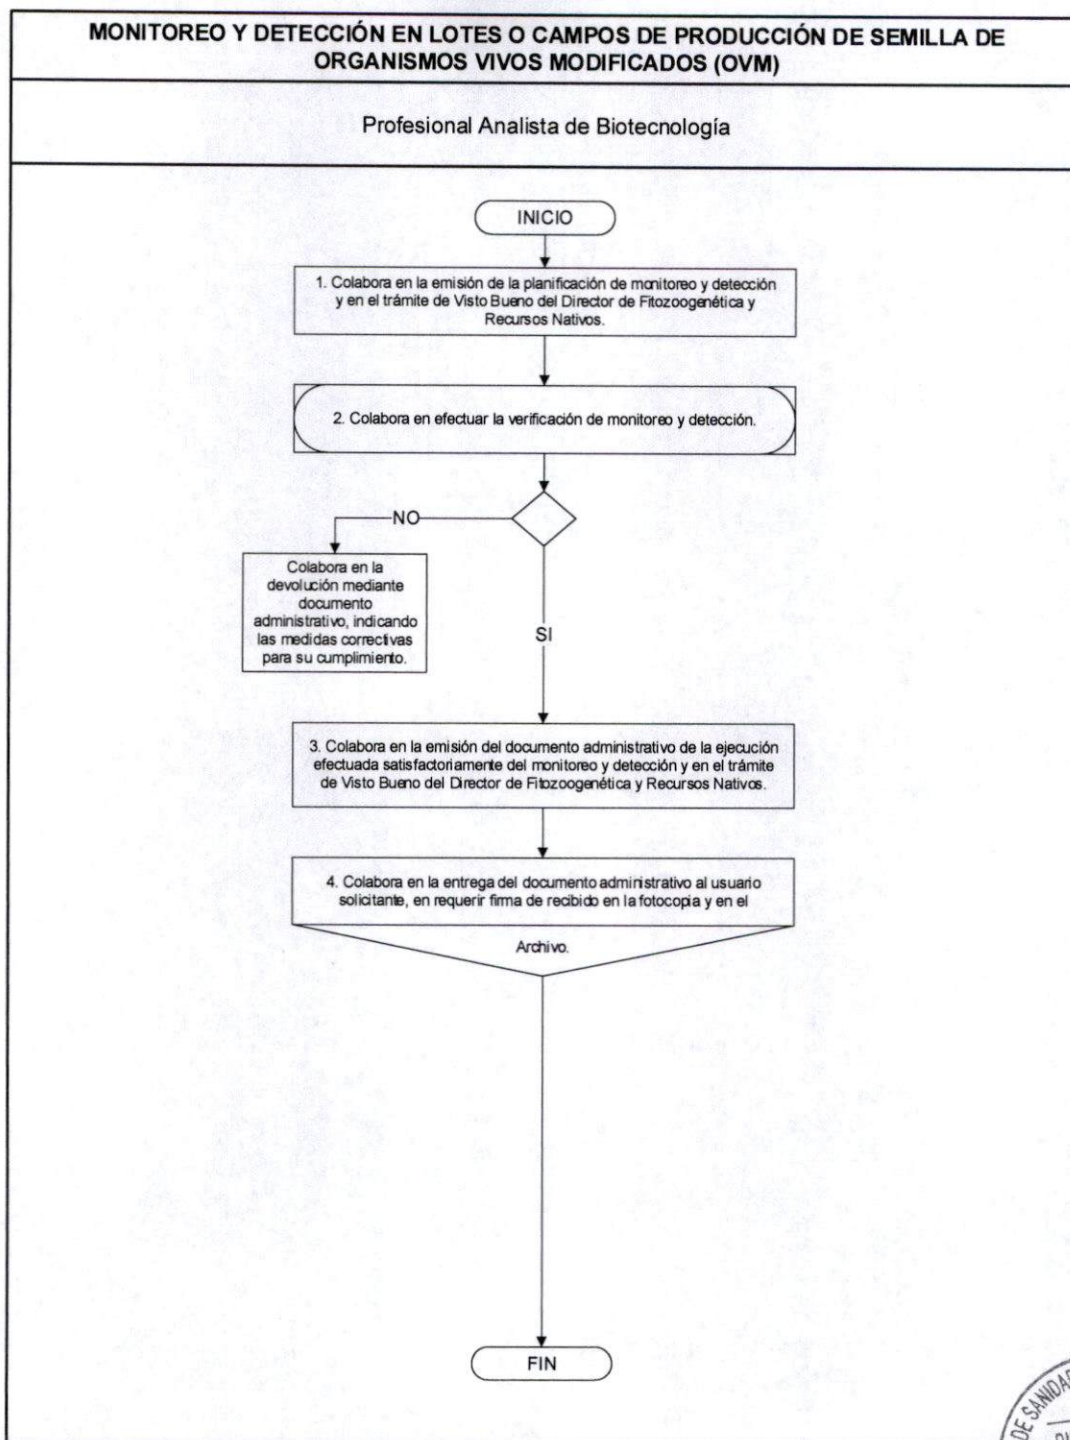 MONITOREO Y DETECCIÓN EN LOTES O CAMPOS DE PRODUCCIÓN DE SEMILLA DE
ORGANISMOS VIVOS MODIFICADOS (OVM)
Profesional Analista de Biotecnología
INICIO
1. Colabora en la emisión de la planificación de monitoreo y detección
y en el trámite de Visto Bueno del Director de Fitozoogenética y
Recursos Nativos.
2. Colabora en efectuar la verificación de monitoreo y detección.
NO
Colabora en la
devolución mediante
documento
administrativo, indicando
las medidas correctivas
para su cumplimiento.
SI
3. Colabora en la emisión del documento administrativo de la ejecución
efectuada satisfactoriamente del monitoreo y detección y en el trámite
de Visto Bueno del Director de Fitozoogenética y Recursos Nativos.
4. Colabora en la entrega del documento administrativo al usuario
solicitante, en requerir firma de recibido en la fotocopia y en el
Archivo.
FIN
DE SANIDAD